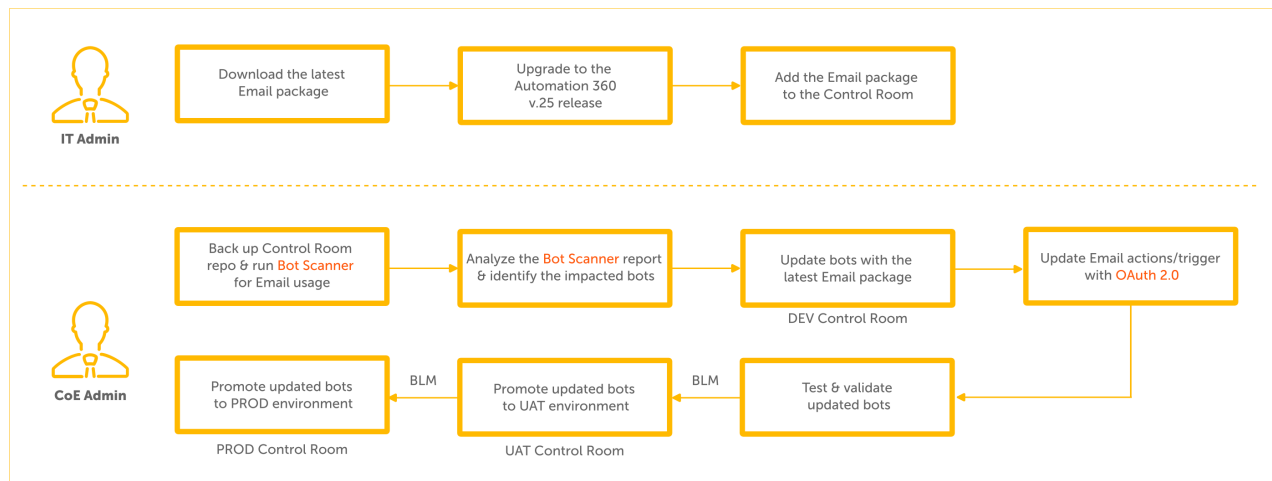 Download the latest
Email package
Upgrade to the
Automation 360
v.25 release
Add the Email package
to the Control Room
IT Admin
Back up Control Room
repo & run Bot Scanner
for Email usage
Analyze the Bot Scanner report
& identify the impacted bots
Update bots with the
latest Email package
DEV Control Room
Update Email actions/trigger
with OAuth 2.0
CoE Admin
Promote updated bots
to PROD environment
PROD Control Room
BLM
Promote updated bots
to UAT environment
UAT Control Room
BLM
Test & validate
updated bots